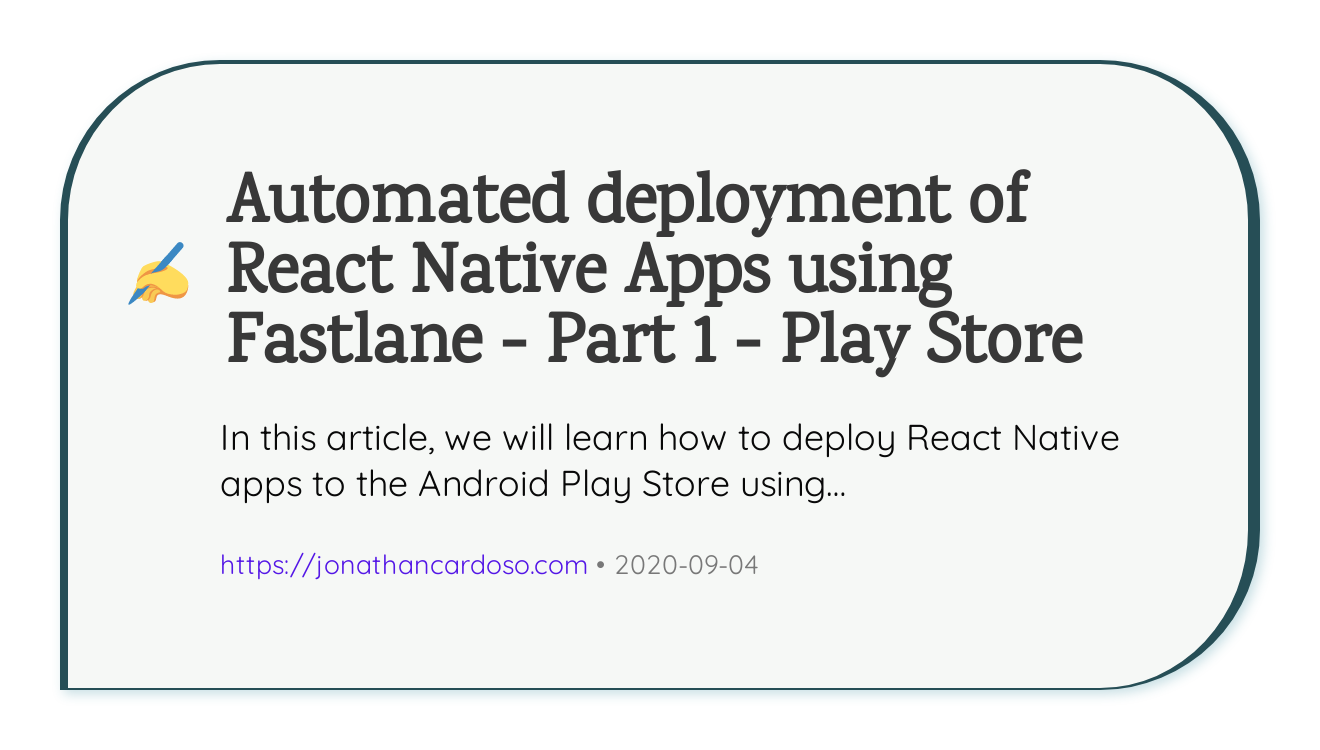 Automated deployment of
React Native Apps using
Fastlane - Part 1 - Play Store
In this article, we will learn how to deploy React Native
apps to the Android Play Store using...
https://jonathancardoso.com • 2020-09-04